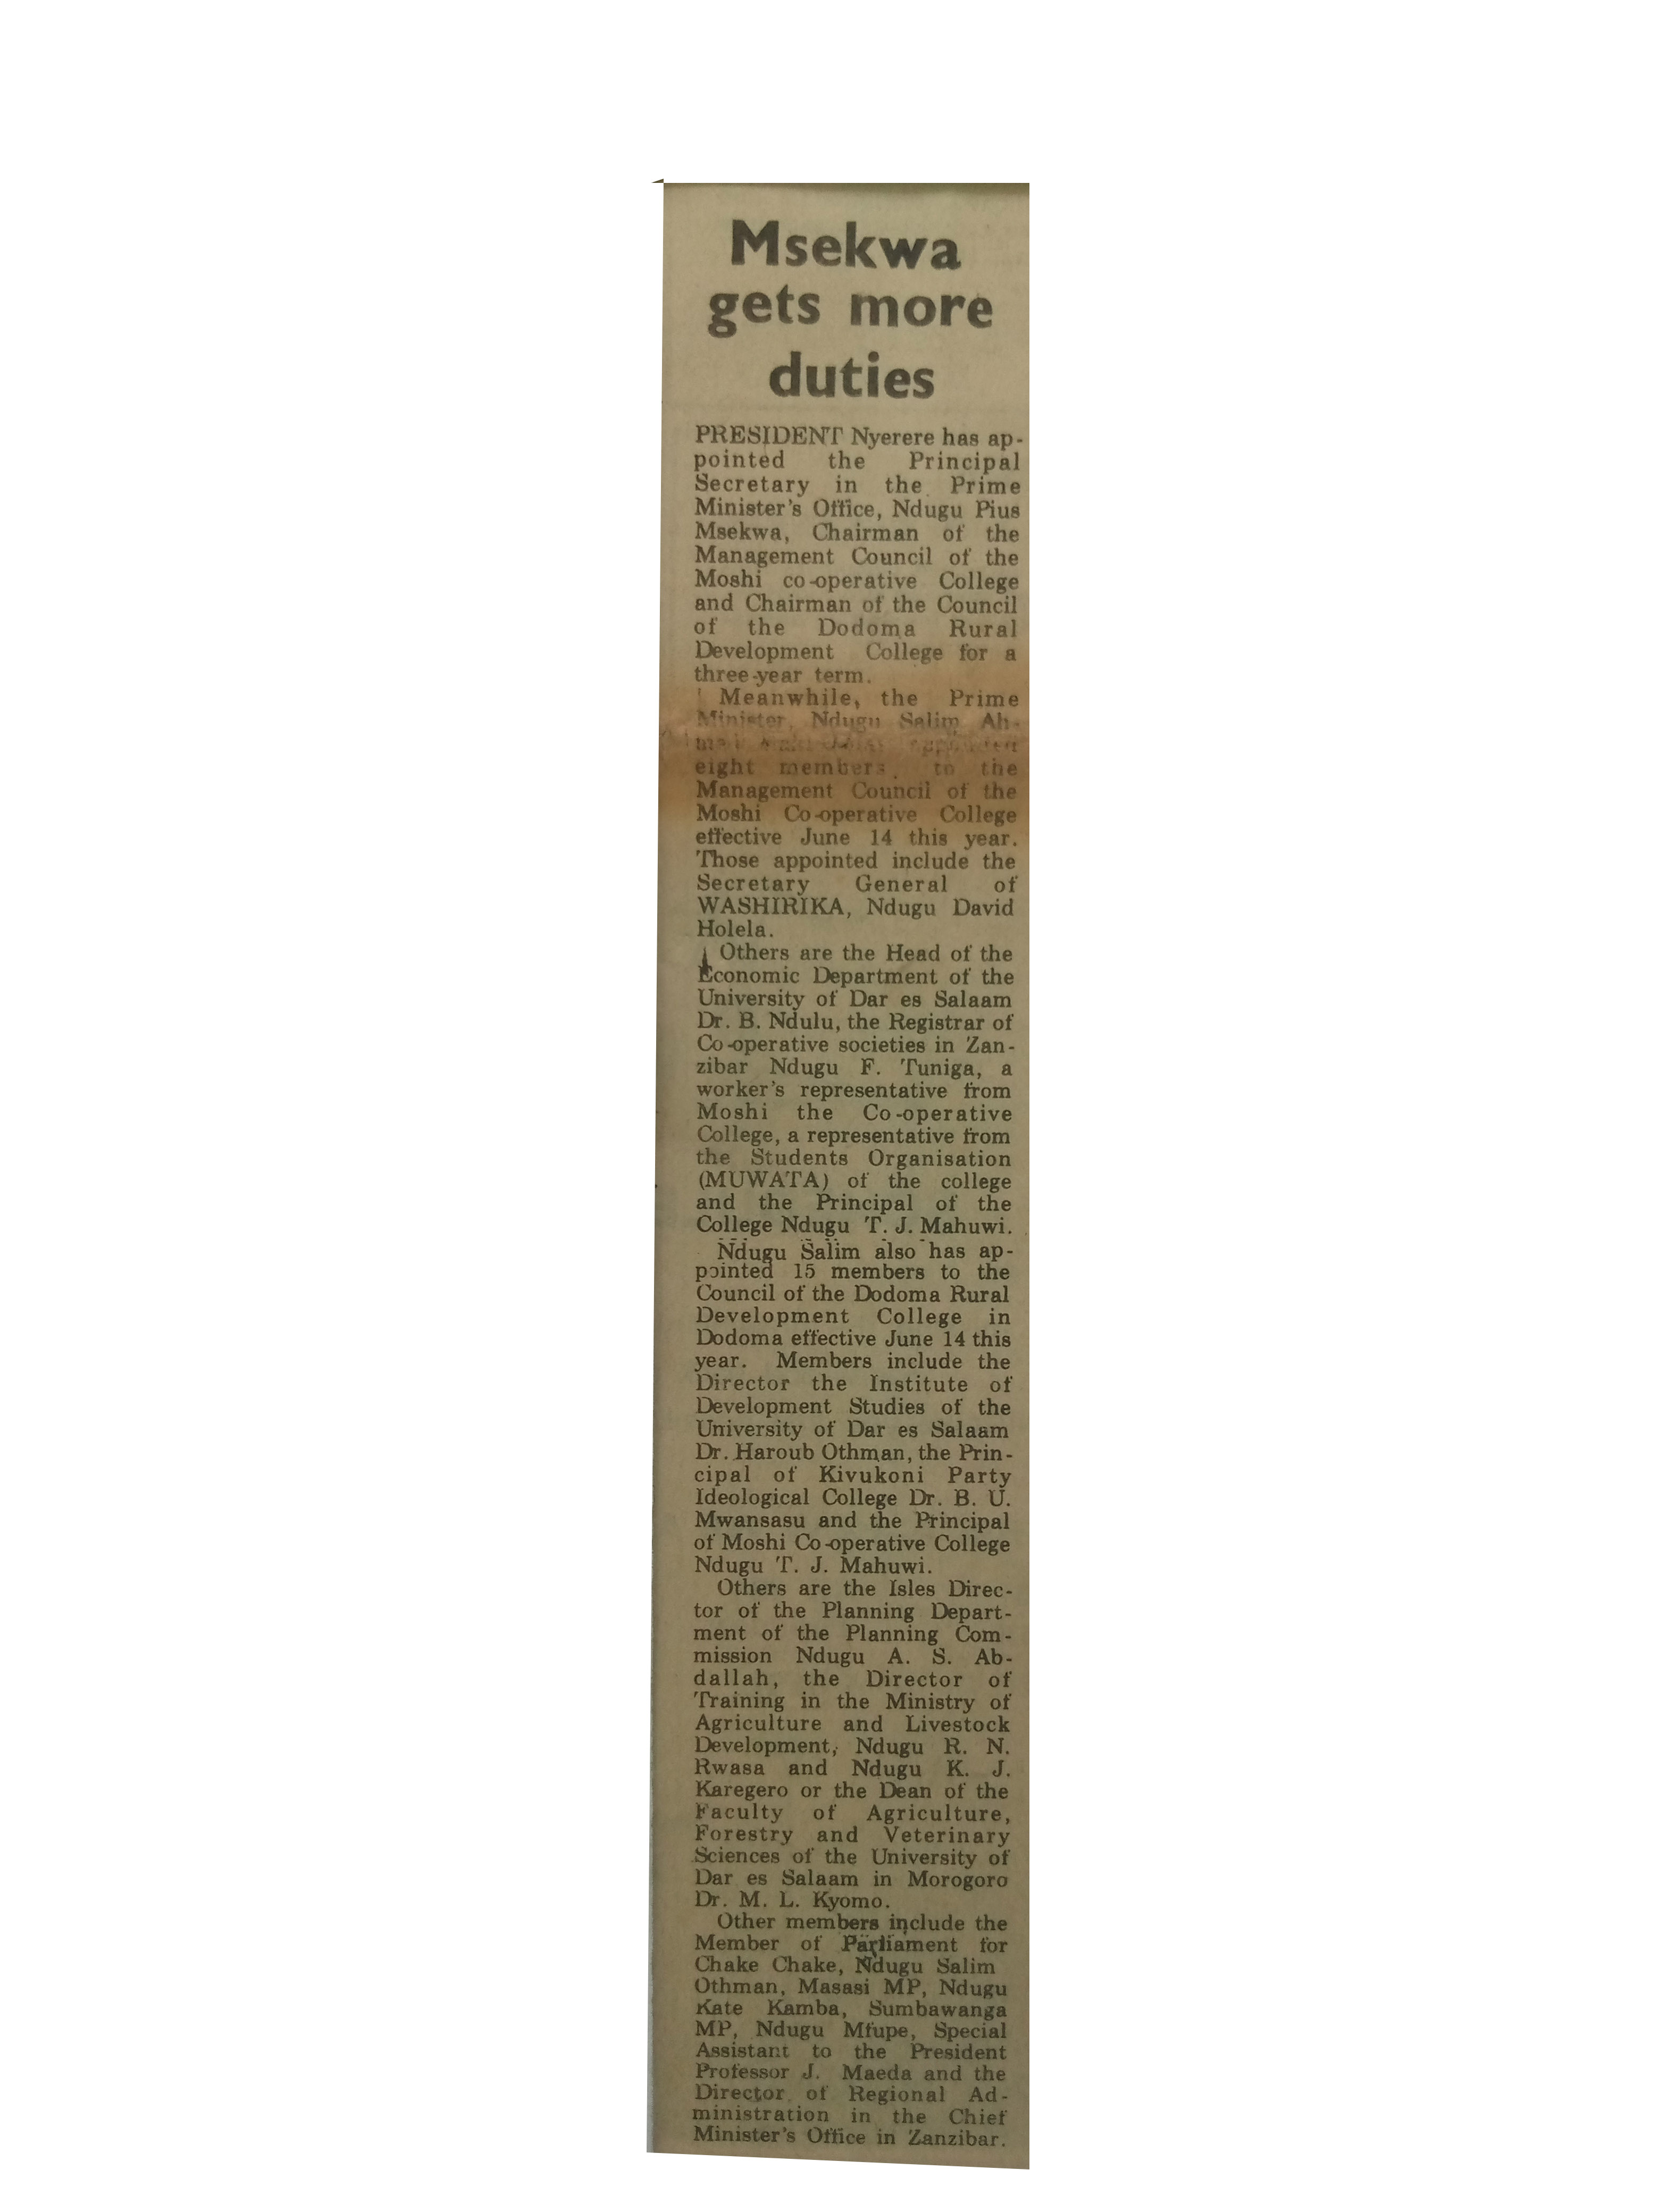 Msekwa
gets more
duties
PRESIDENT Nyerere has ap-
pointed the Principal
Secretary in the Prime
Minister's Office, Ndugu Pius
Msekwa, Chairman of the
Management Council of the
Moshi co-operative College
and Chairman of the Council
of the Dodoma Rural
Development College for a
three-year term.
Meanwhile, the Prime
Minister, Ndugu Salim Ah-
appointed
eight members, to the
Management Council of the
Moshi Co-operative College
effective June 14 this year.
Those appointed include the
Secretary General of
WASHIRIKA, Ndugu David
Holela.
Others are the Head of the
Economic Department of the
University of Dar es Salaam
Dr. B. Ndulu, the Registrar of
Co-operative societies in Zan-
zibar Ndugu F. Tuniga, a
worker's representative from
Moshi the Co-operative
College, a representative from
the Students Organisation
(MUWATA) of the college
and the Principal of the
College Ndugu T. J. Mahuwi.
Ndugu Salim also has ap-
pointed 15 members to the
Council of the Dodoma Rural
Development College in
Dodoma effective June 14 this
year. Members include the
Director the Institute of
Development Studies of the
University of Dar es Salaam
Dr. Haroub Othman, the Prin-
cipal of Kivukoni Party
Ideological College Dr. B. U.
Mwansasu and the Principal
of Moshi Co-operative College
Ndugu T. J. Mahuwi.
Others are the Isles Direc-
tor of the Planning Depart-
ment of the Planning Com-
mission Ndugu A. S. Ab-
dallah, the Director of
Training in the Ministry of
Agriculture and Livestock
Development, Ndugu R. N.
Rwasa and Ndugu K. J.
Karegero or the Dean of the
Faculty of Agriculture,
Forestry and Veterinary
Sciences of the University of
Dar es Salaam in Morogoro
Dr. M. L. Kyomo.
Other members include the
Member of Parliament for
Chake Chake, Ndugu Salim
Othman, Masasi MP, Ndugu
Kate Kamba, Sumbawanga
MP, Ndugu Mfupe, Special
Assistant to the President
Professor J. Maeda and the
Director of Regional Ad-
ministration in the Chief
Minister's Office in Zanzibar.